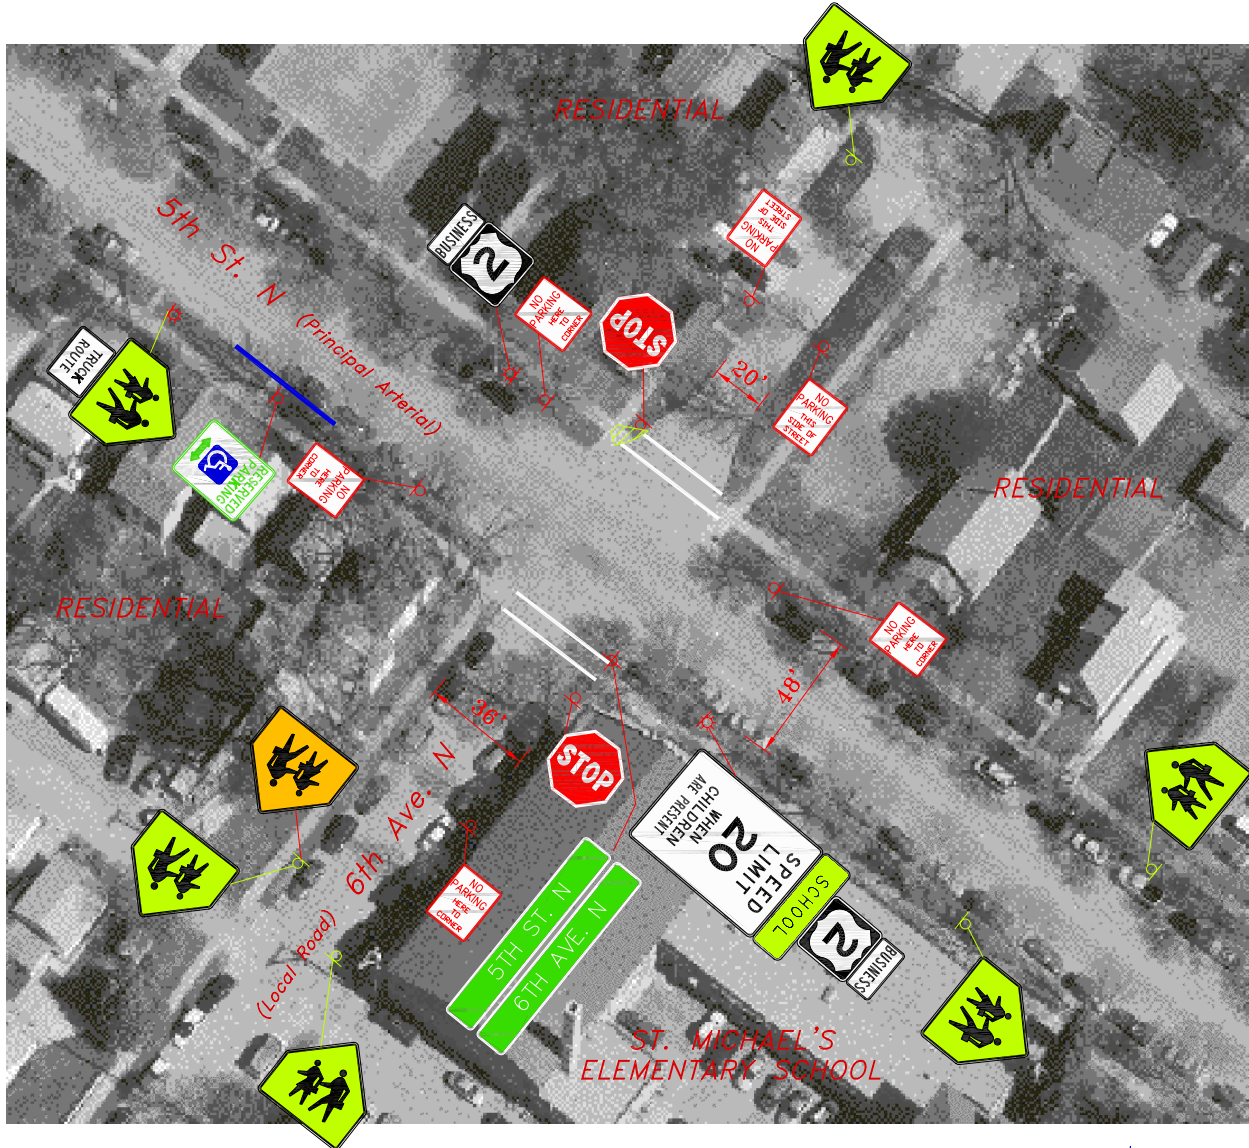 RESIDENTIAL
5th St. N
(Principal Arterial)
BUSINESS
2
NO
PARKING
HERE
TO
CORNER
STOP
NO
PARKING
THIS
SIDE OF
STREET
20'
NO
PARKING
THIS
SIDE OF
STREET
TRUCK
ROUTE
RESERVED
PARKING
NO
PARKING
HERE
TO
CORNER
RESIDENTIAL
RESIDENTIAL
NO
PARKING
HERE
TO
CORNER
48'
36'
STOP
6th Ave. N
(Local Road)
NO
PARKING
HERE
TO
CORNER
5TH ST. N
6TH AVE. N
SCHOOL
SPEED
LIMIT
20
WHEN
CHILDREN
ARE PRESENT
2
BUSINESS
ST. MICHAEL'S
ELEMENTARY SCHOOL